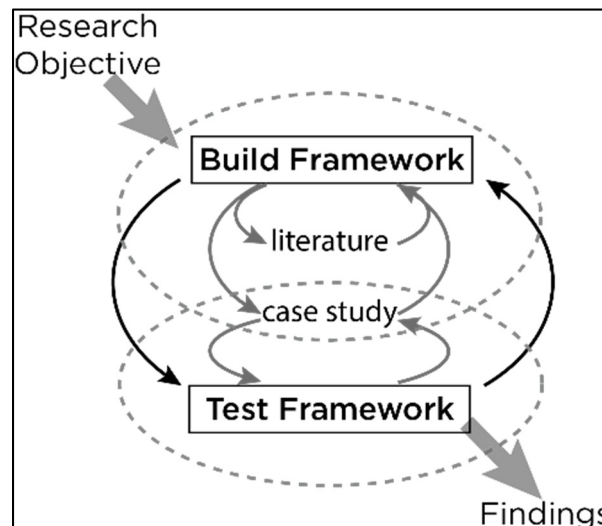 Research
Objective
Build Framework
literature
case study
Test Framework
Findings